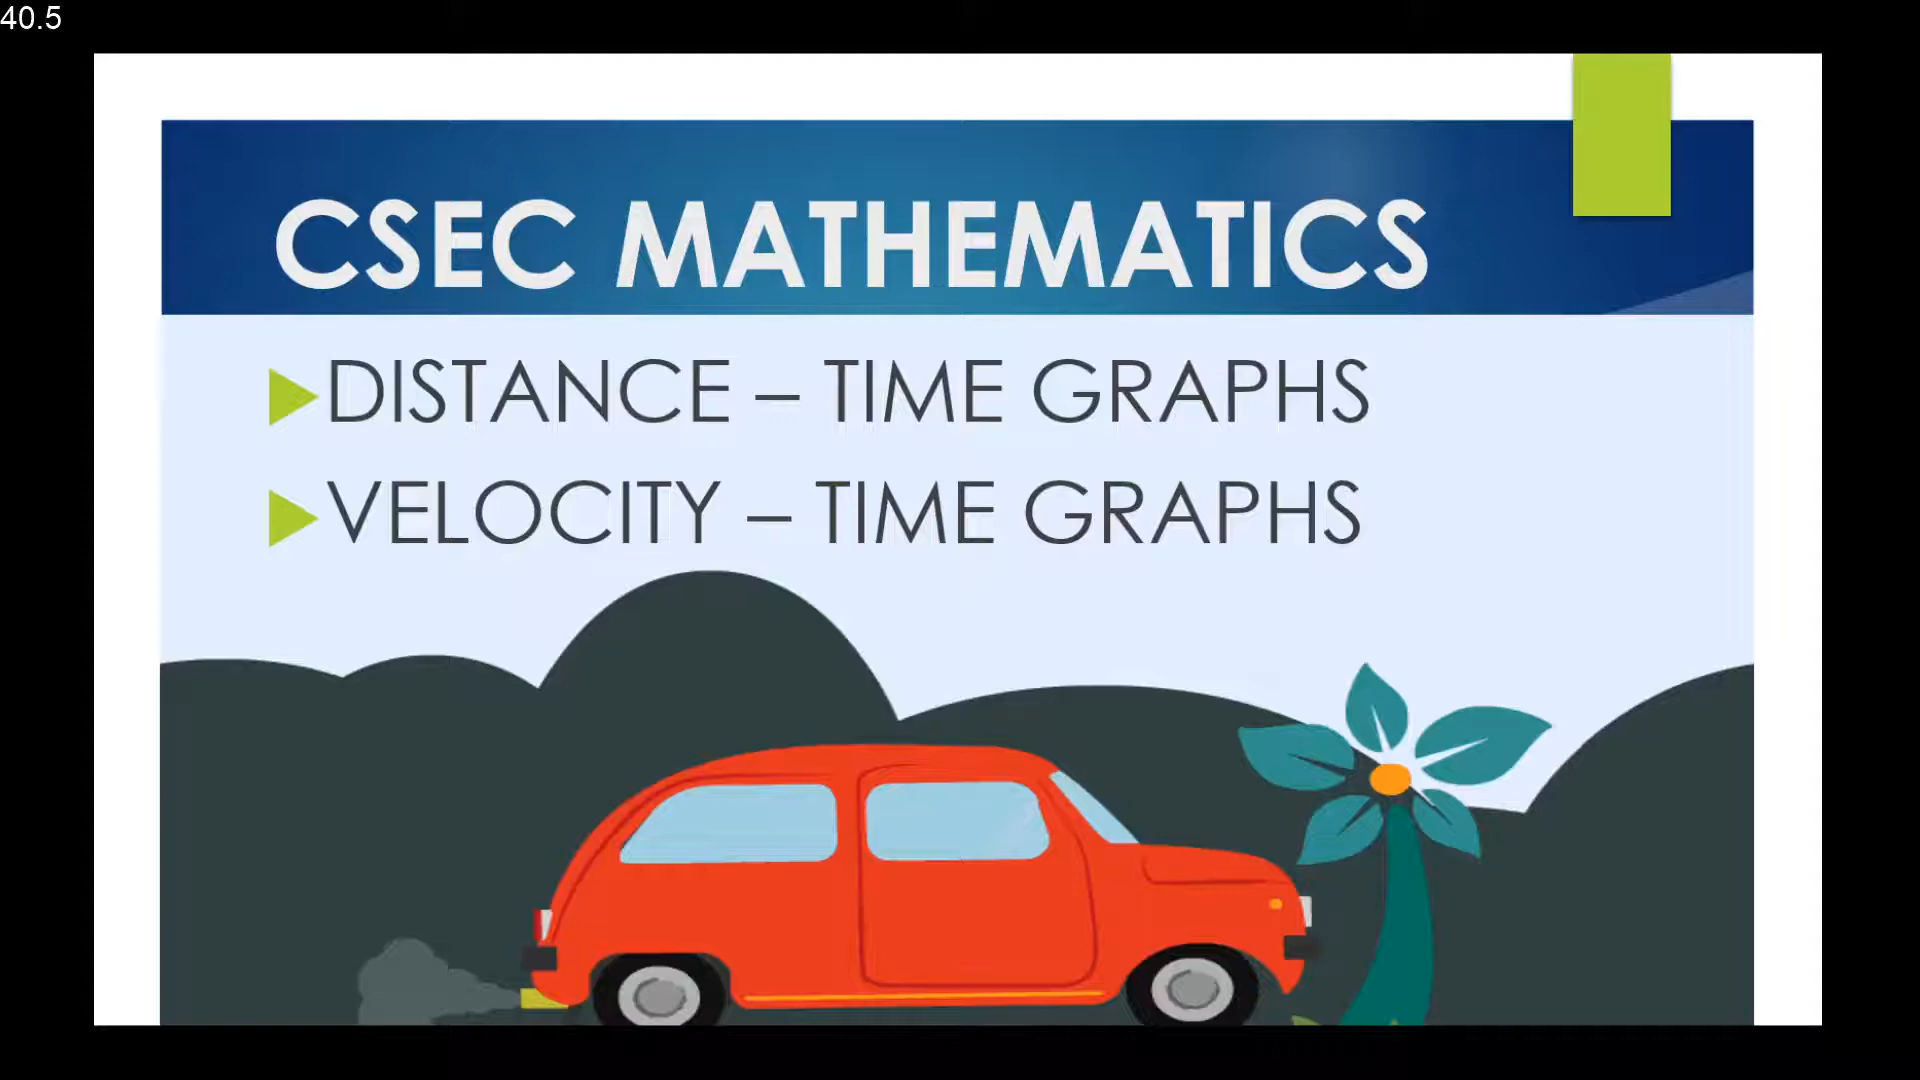 40.5
CSEC MATHEMATICS
DISTANCE – TIME GRAPHS
VELOCITY – TIME GRAPHS